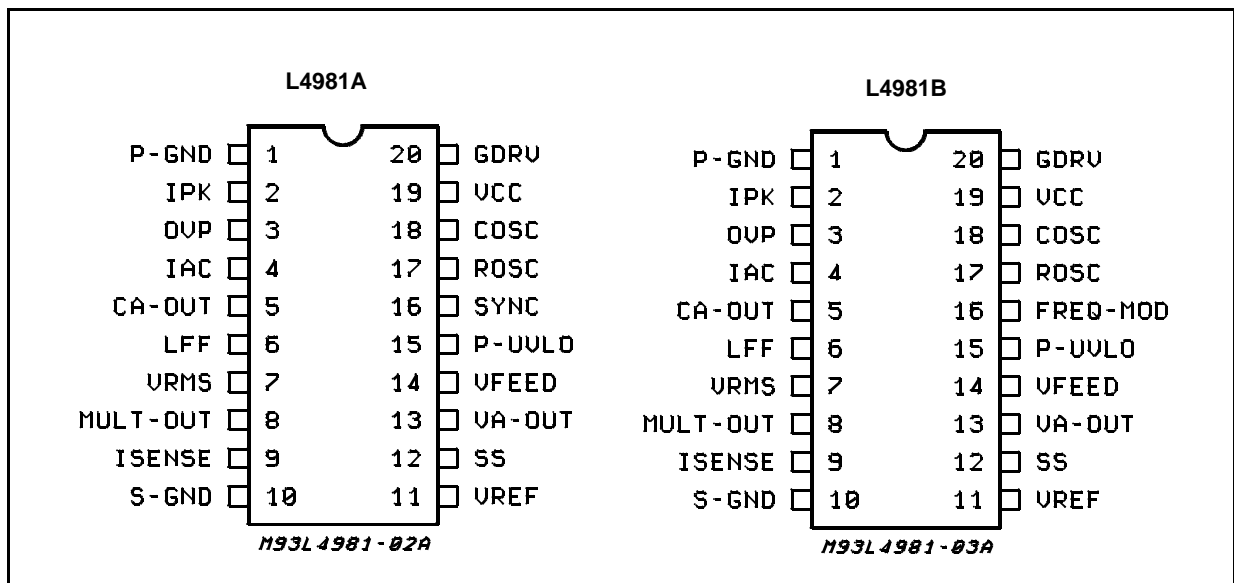 L4981A
P-GND 1 20 GDRV
IPK 2 19 VCC
OVP 3 18 COSC
IAC 4 17 ROSC
CA-OUT 5 16 SYNC
LFF 6 15 P-UVLO
VRMS 7 14 VFEED
MULT-OUT 8 13 VA-OUT
ISENSE 9 12 SS
S-GND 10 11 VREF
M93L4981-02A
L4981B
P-GND 1 20 GDRV
IPK 2 19 VCC
OVP 3 18 COSC
IAC 4 17 ROSC
CA-OUT 5 16 FREQ-MOD
LFF 6 15 P-UVLO
VRMS 7 14 VFEED
MULT-OUT 8 13 VA-OUT
ISENSE 9 12 SS
S-GND 10 11 VREF
M93L4981-03A